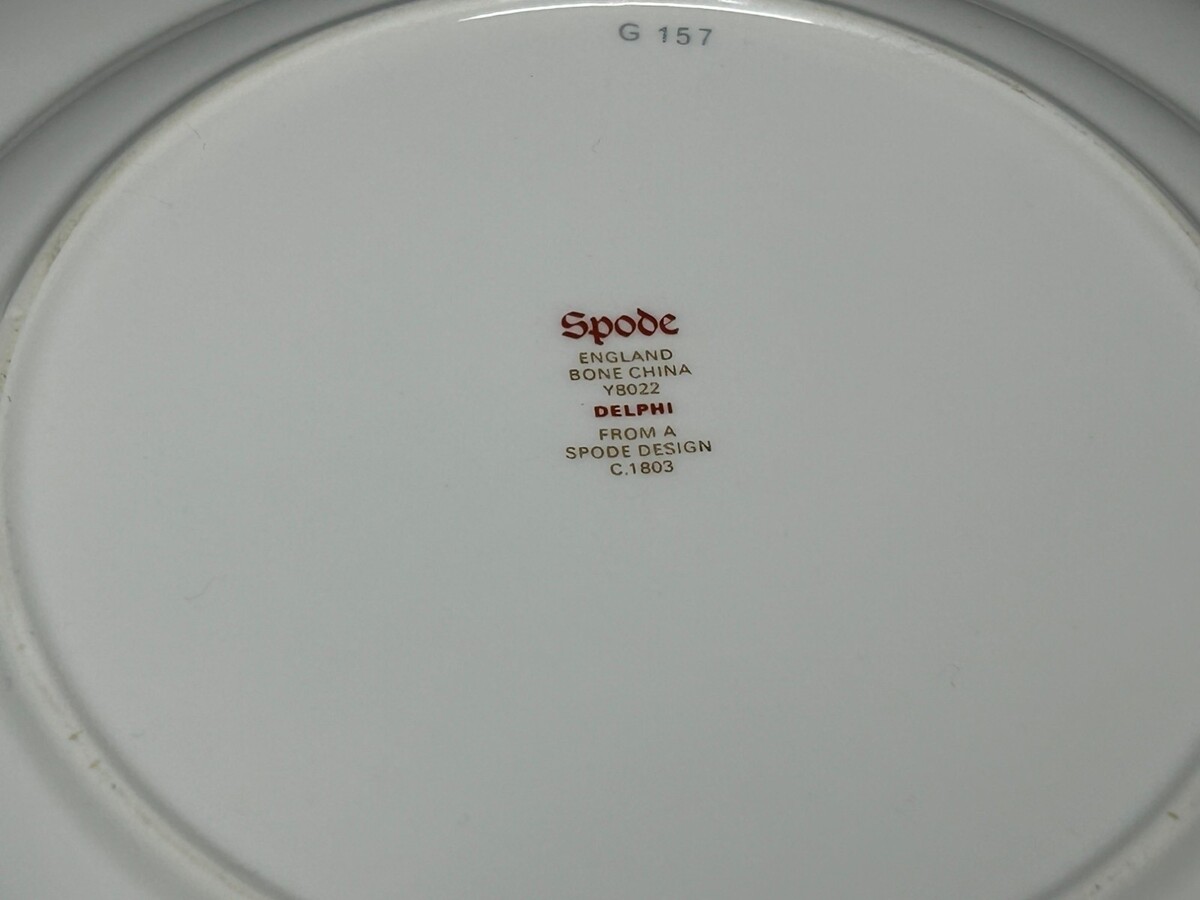 G 157
Spode
ENGLAND
BONE CHINA
Y8022
DELPHI
FROM A
SPODE DESIGN
C.1803